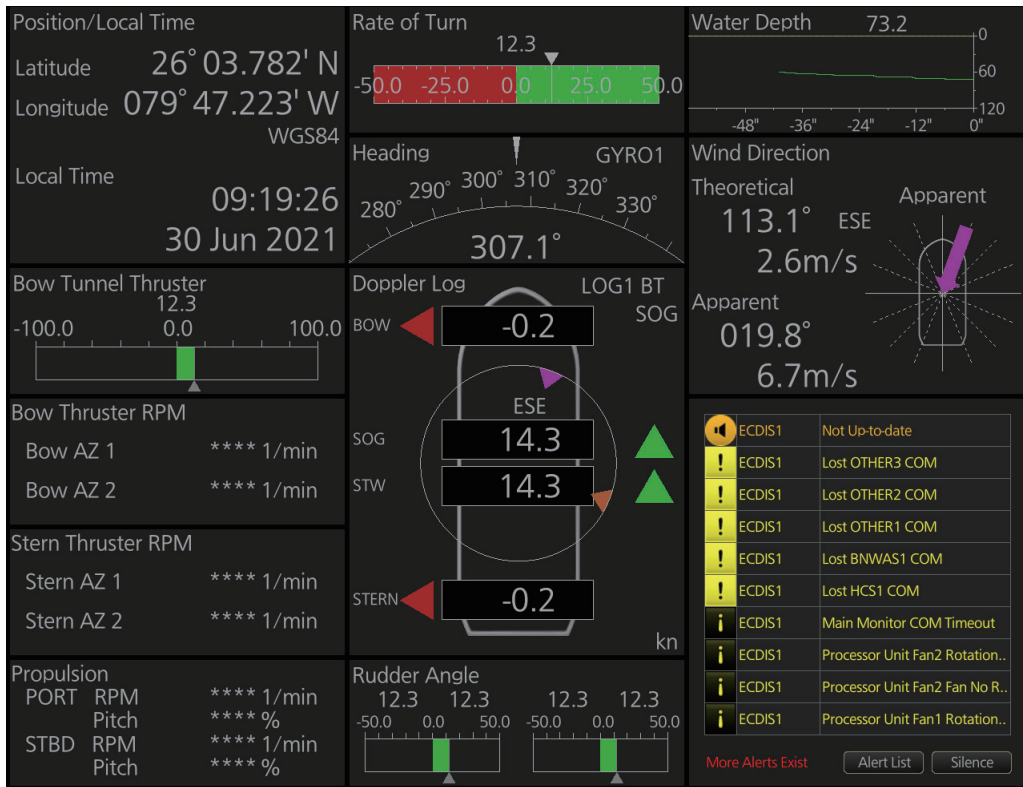 Position/Local Time
Latitude 26° 03.782' N
Longitude 079° 47.223' W
WGS84
Local Time
09:19:26
30 Jun 2021
Rate of Turn
12.3
-50.0 -25.0 0.0 25.0 50.0
Water Depth 73.2
0
60
120
-48" -36" -24" -12" 0"
Heading GYRO1
280° 290° 300° 310° 320° 330°
307.1°
Wind Direction
Theoretical
113.1° ESE
2.6m/s
Apparent
019.8°
6.7m/s
Apparent
Bow Tunnel Thruster
12.3
-100.0 0.0 100.0
Doppler Log LOG1 BT
SOG
BOW -0.2
ESE
SOG 14.3
STW 14.3
STERN -0.2
kn
Bow Thruster RPM
Bow AZ 1 **** 1/min
Bow AZ 2 **** 1/min
Stern Thruster RPM
Stern AZ 1 **** 1/min
Stern AZ 2 **** 1/min
Propulsion
PORT RPM **** 1/min
Pitch **** %
STBD RPM **** 1/min
Pitch **** %
Rudder Angle
12.3 12.3 12.3 12.3
-50.0 0.0 50.0 -50.0 0.0 50.0
ECDIS1 Not Up-to-date
! ECDIS1 Lost OTHER3 COM
! ECDIS1 Lost OTHER2 COM
! ECDIS1 Lost OTHER1 COM
! ECDIS1 Lost BNWAS1 COM
! ECDIS1 Lost HCS1 COM
i ECDIS1 Main Monitor COM Timeout
i ECDIS1 Processor Unit Fan2 Rotation..
i ECDIS1 Processor Unit Fan2 Fan No R..
i ECDIS1 Processor Unit Fan1 Rotation..
More Alerts Exist Alert List Silence